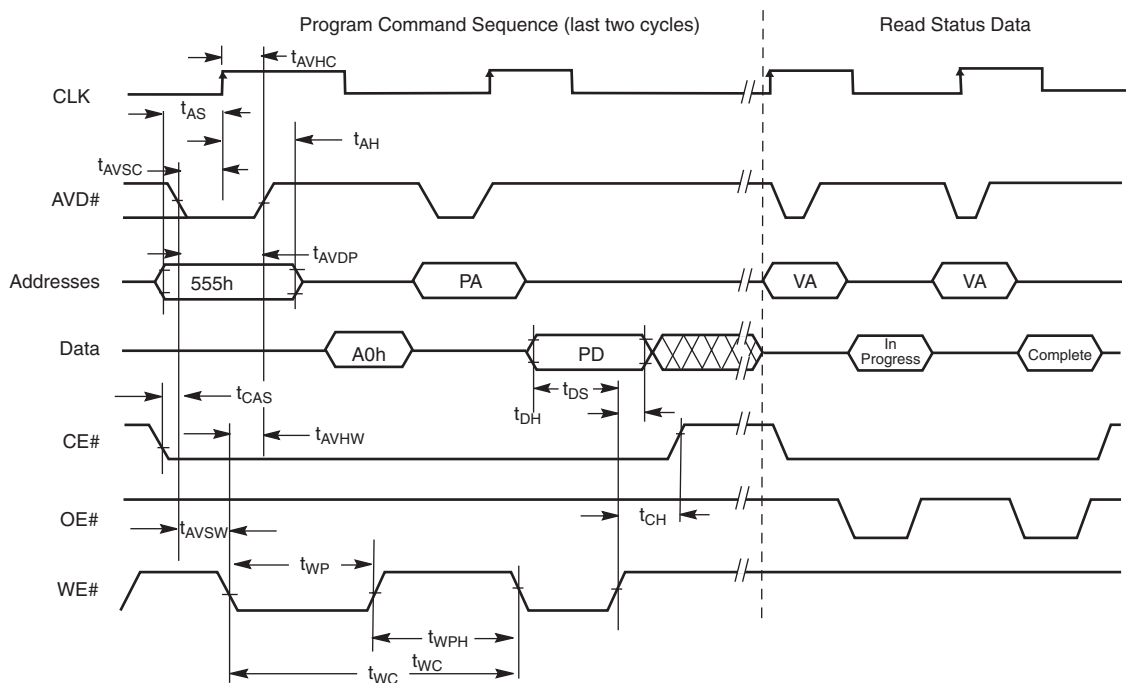 Program Command Sequence (last two cycles)
Read Status Data
tAVHC
CLK
tAS
tAH
tAVSC
AVD#
tAVDP
Addresses
555h
PA
VA
VA
Data
A0h
PD
In
Progress
Complete
tCAS
tDS
tDH
CE#
tAVHW
OE#
tAVSW
tCH
WE#
tWP
tWPH
tWC
tWC